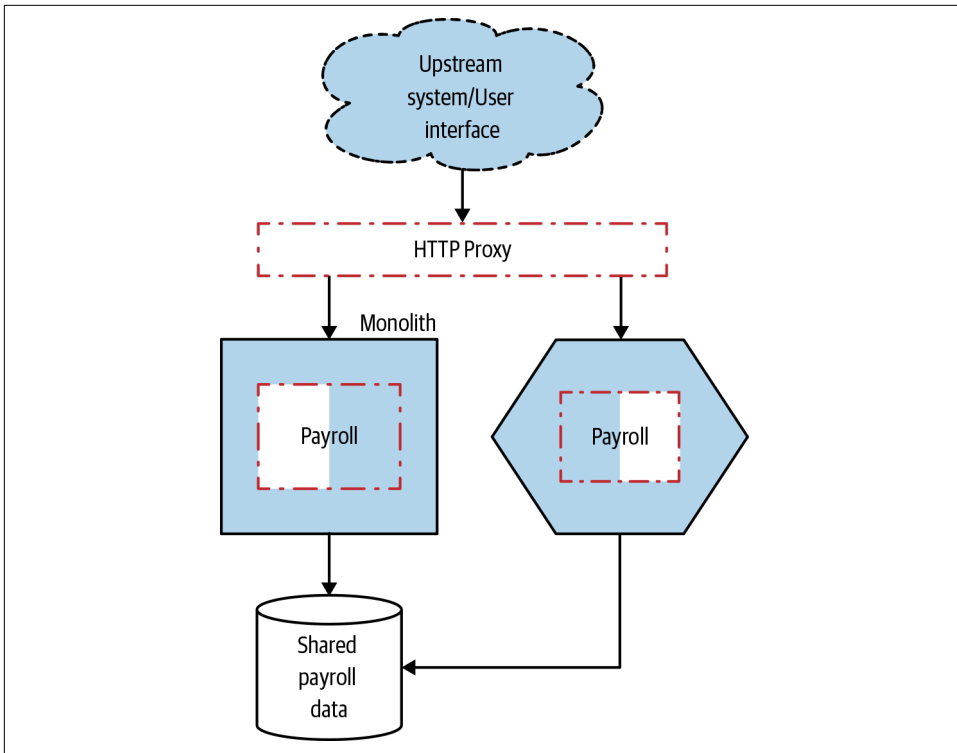 Upstream
system/User
interface
HTTP Proxy
Monolith
Payroll
Payroll
Shared
payroll
data